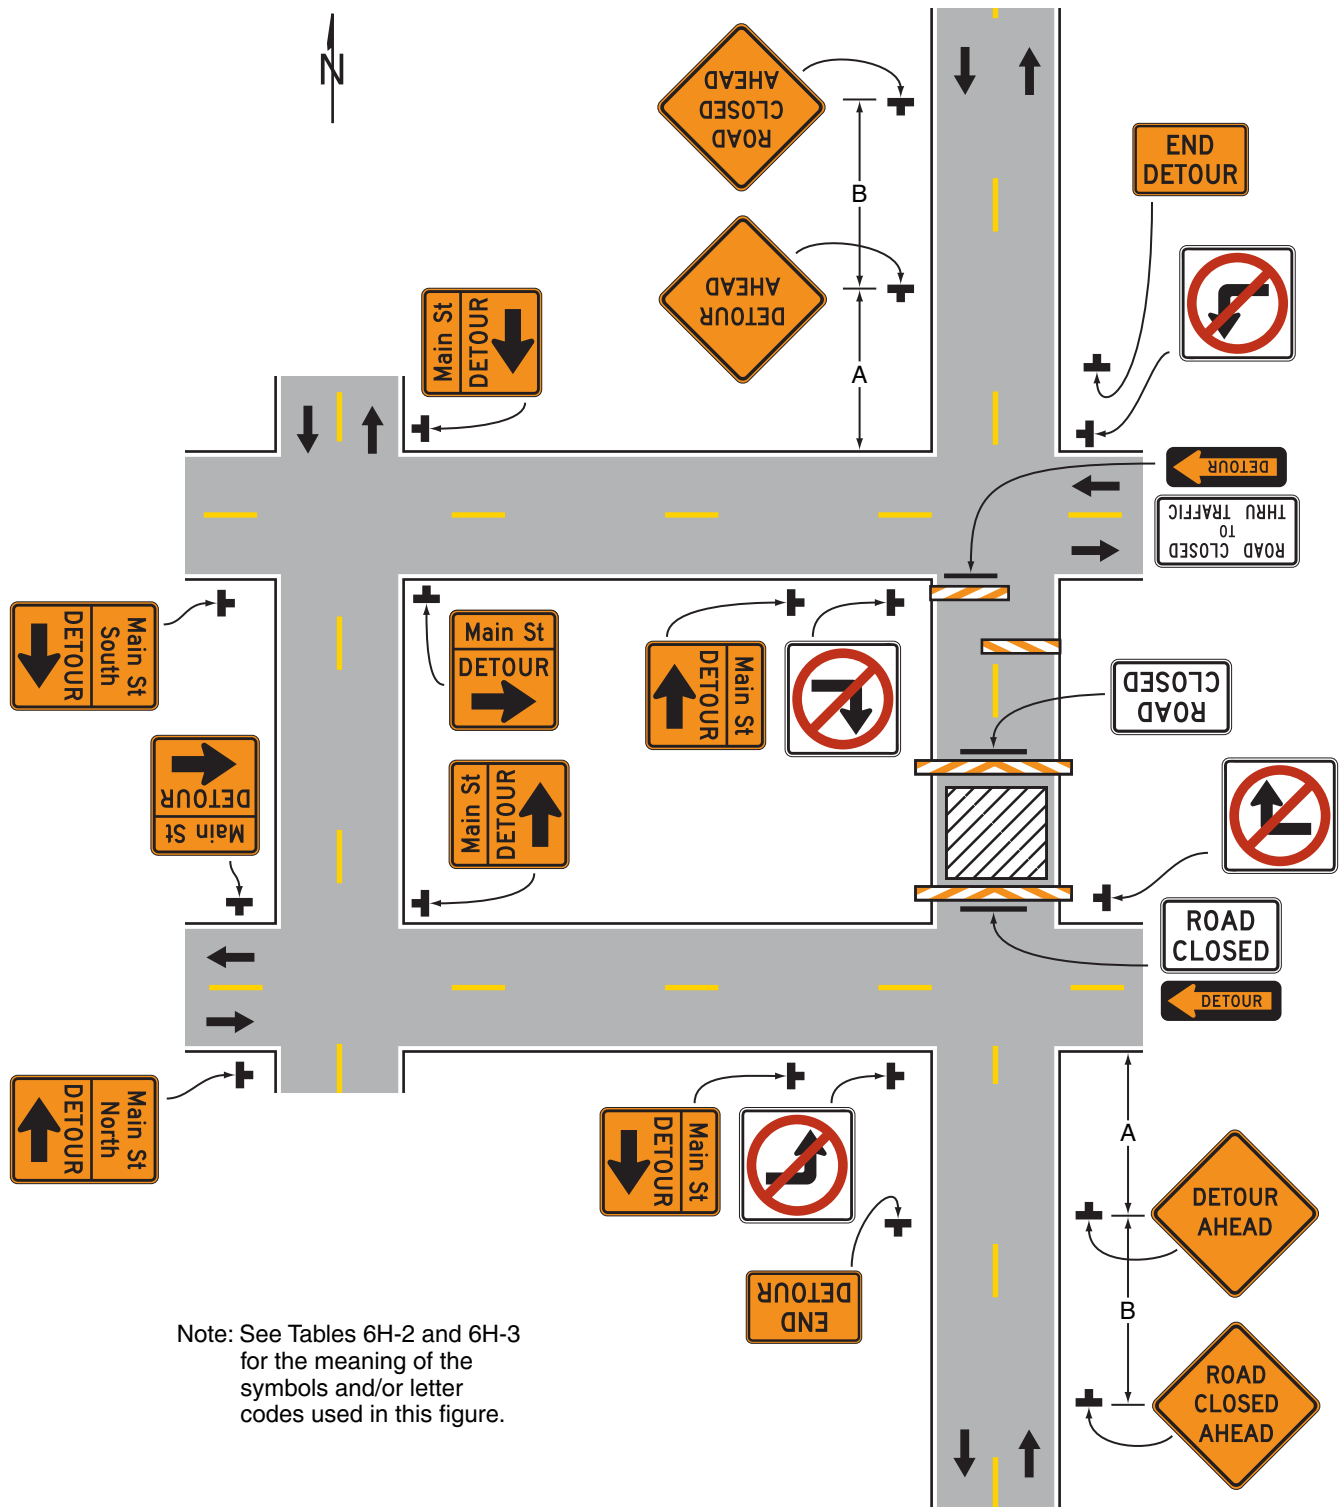 N
ROAD
CLOSED
AHEAD
B
DETOUR
AHEAD
A
END
DETOUR
Main St
DETOUR
DETOUR
ROAD CLOSED
TO
THRU TRAFFIC
Main St
South
DETOUR
Main St
DETOUR
Main St
DETOUR
ROAD
CLOSED
Main St
DETOUR
Main St
DETOUR
ROAD
CLOSED
DETOUR
Main St
North
DETOUR
Main St
DETOUR
A
DETOUR
AHEAD
END
DETOUR
B
ROAD
CLOSED
AHEAD
Note: See Tables 6H-2 and 6H-3
for the meaning of the
symbols and/or letter
codes used in this figure.